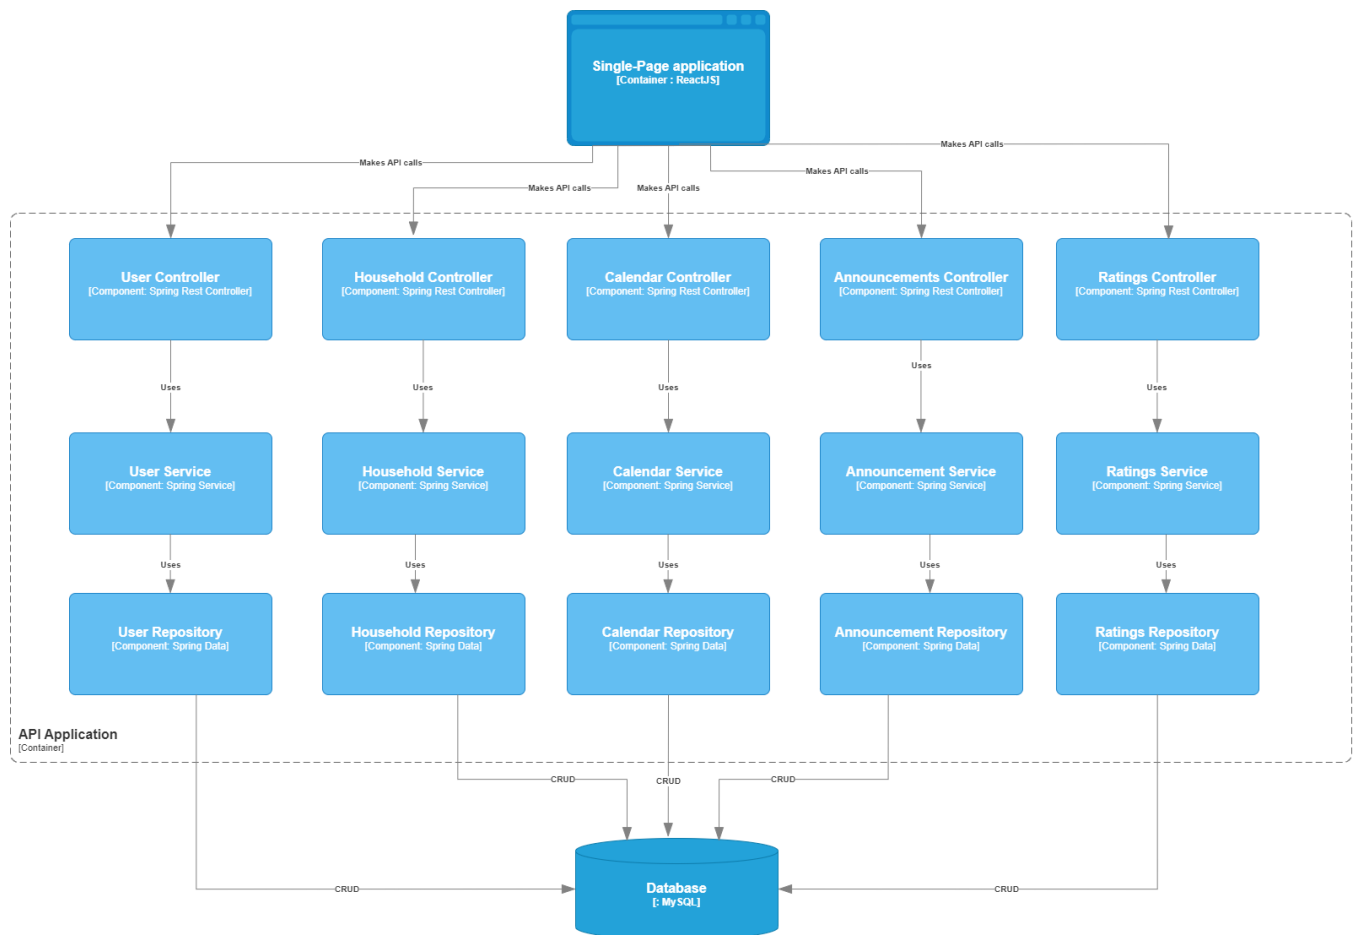 Single-Page application
[Container : ReactJS]
Makes API calls
Makes API calls
Makes API calls
Makes API calls
Makes API calls
User Controller
[Component: Spring Rest Controller]
Household Controller
[Component: Spring Rest Controller]
Calendar Controller
[Component: Spring Rest Controller]
Announcements Controller
[Component: Spring Rest Controller]
Ratings Controller
[Component: Spring Rest Controller]
Uses
Uses
Uses
Uses
Uses
User Service
[Component: Spring Service]
Household Service
[Component: Spring Service]
Calendar Service
[Component: Spring Service]
Announcement Service
[Component: Spring Service]
Ratings Service
[Component: Spring Service]
Uses
Uses
Uses
Uses
Uses
User Repository
[Component: Spring Data]
Household Repository
[Component: Spring Data]
Calendar Repository
[Component: Spring Data]
Announcement Repository
[Component: Spring Data]
Ratings Repository
[Component: Spring Data]
API Application
[Container]
CRUD
CRUD
CRUD
CRUD
CRUD
Database
[: MySQL]